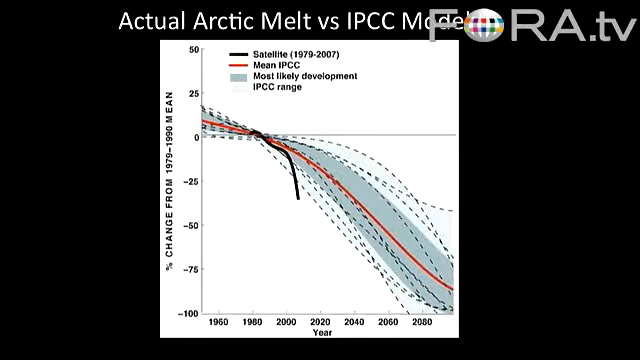 Actual Arctic Melt vs IPCC Model
FORA.tv
50
Satellite (1979-2007)
Mean IPCC
Most likely development
IPCC range
25
0
-25
-50
-75
-100
% CHANGE FROM 1979–1990 MEAN
1960 1980 2000 2020 2040 2060 2080
Year